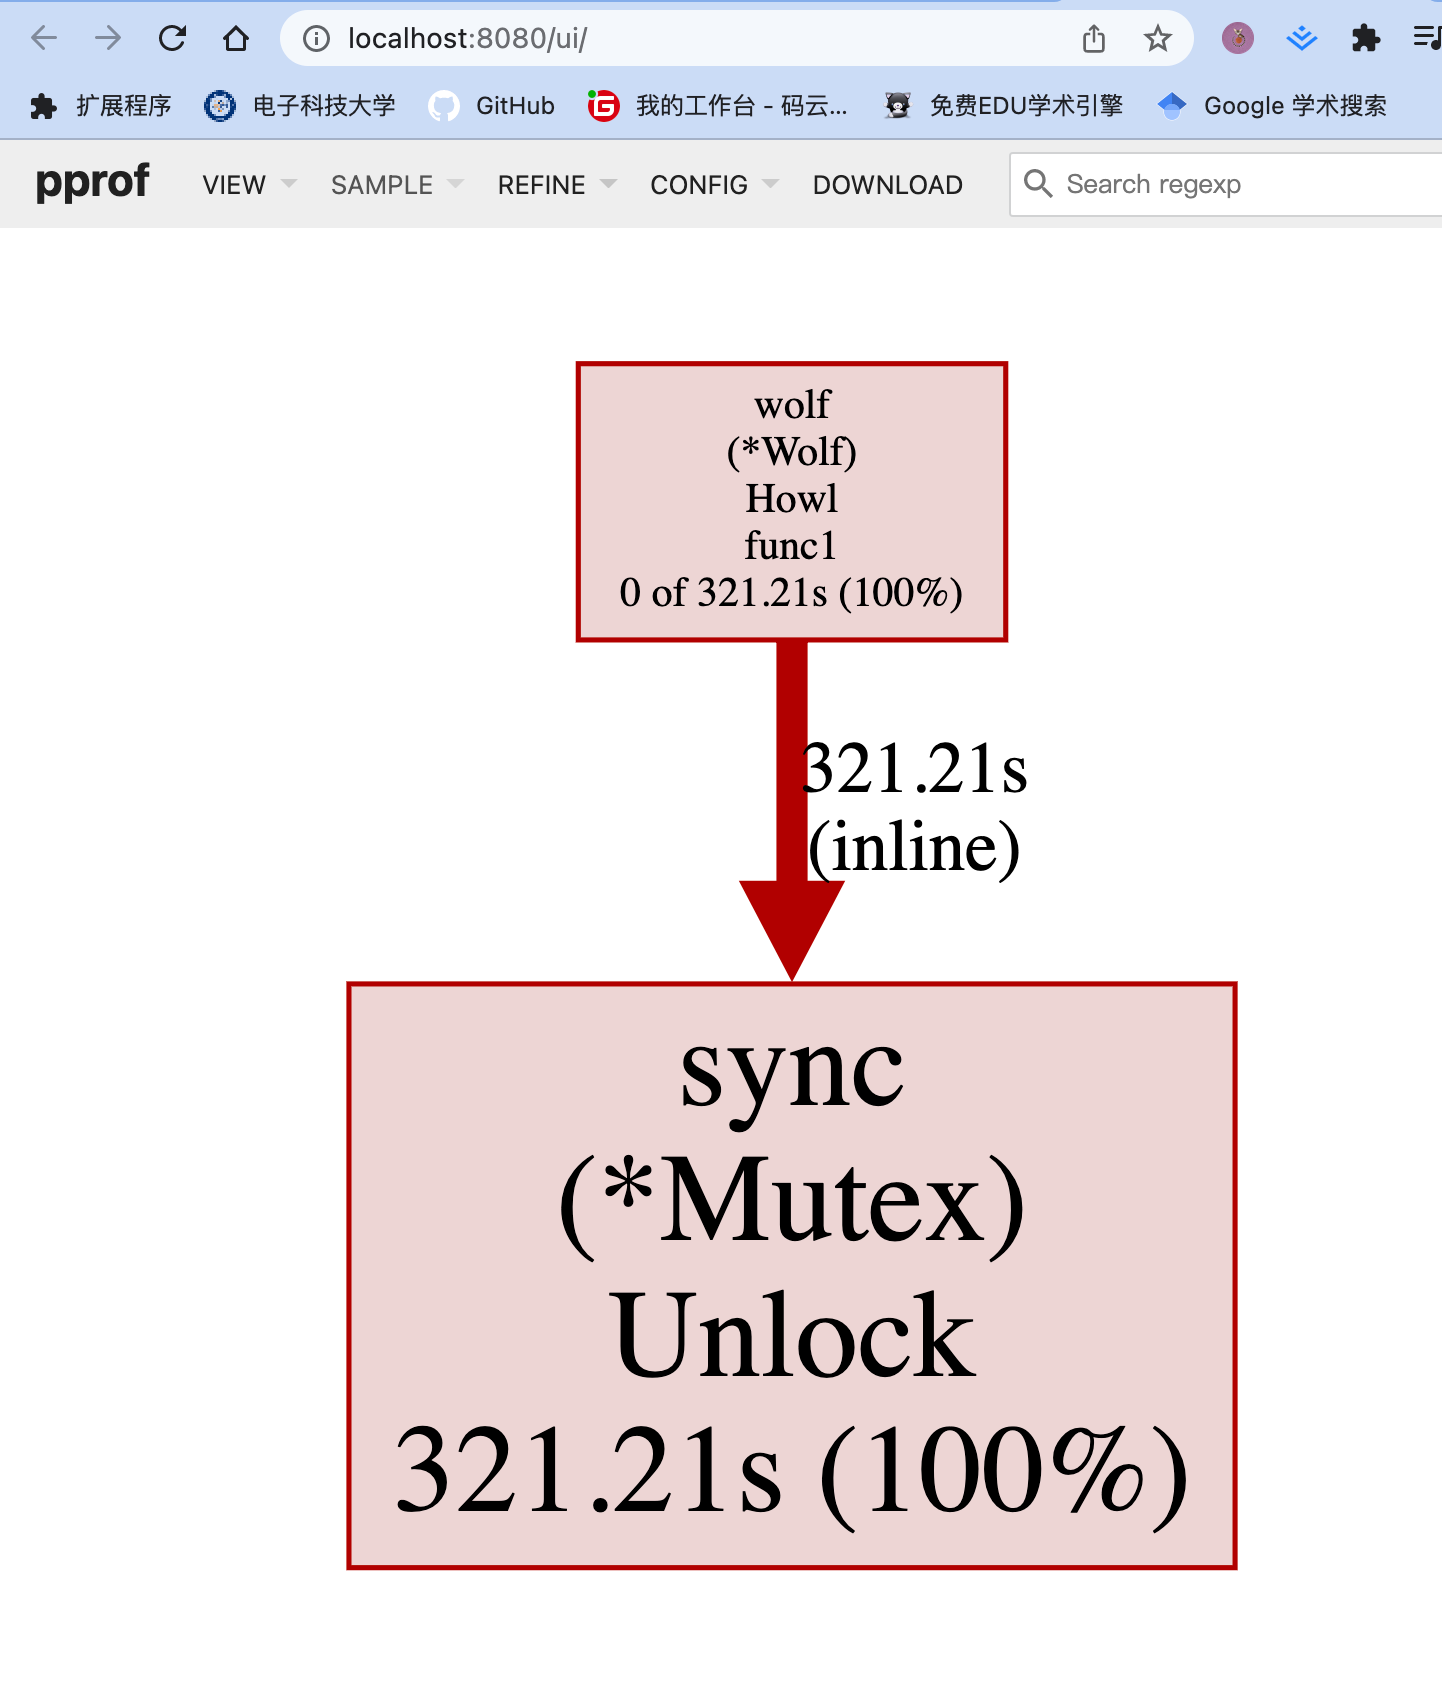 localhost:8080/ui/
扩展程序 电子科技大学 GitHub 我的工作台 - 码云... 免费EDU学术引擎 Google 学术搜索
pprof VIEW SAMPLE REFINE CONFIG DOWNLOAD Search regexp
wolf
(*Wolf)
Howl
func1
0 of 321.21s (100%)
321.21s
(inline)
sync
(*Mutex)
Unlock
321.21s (100%)